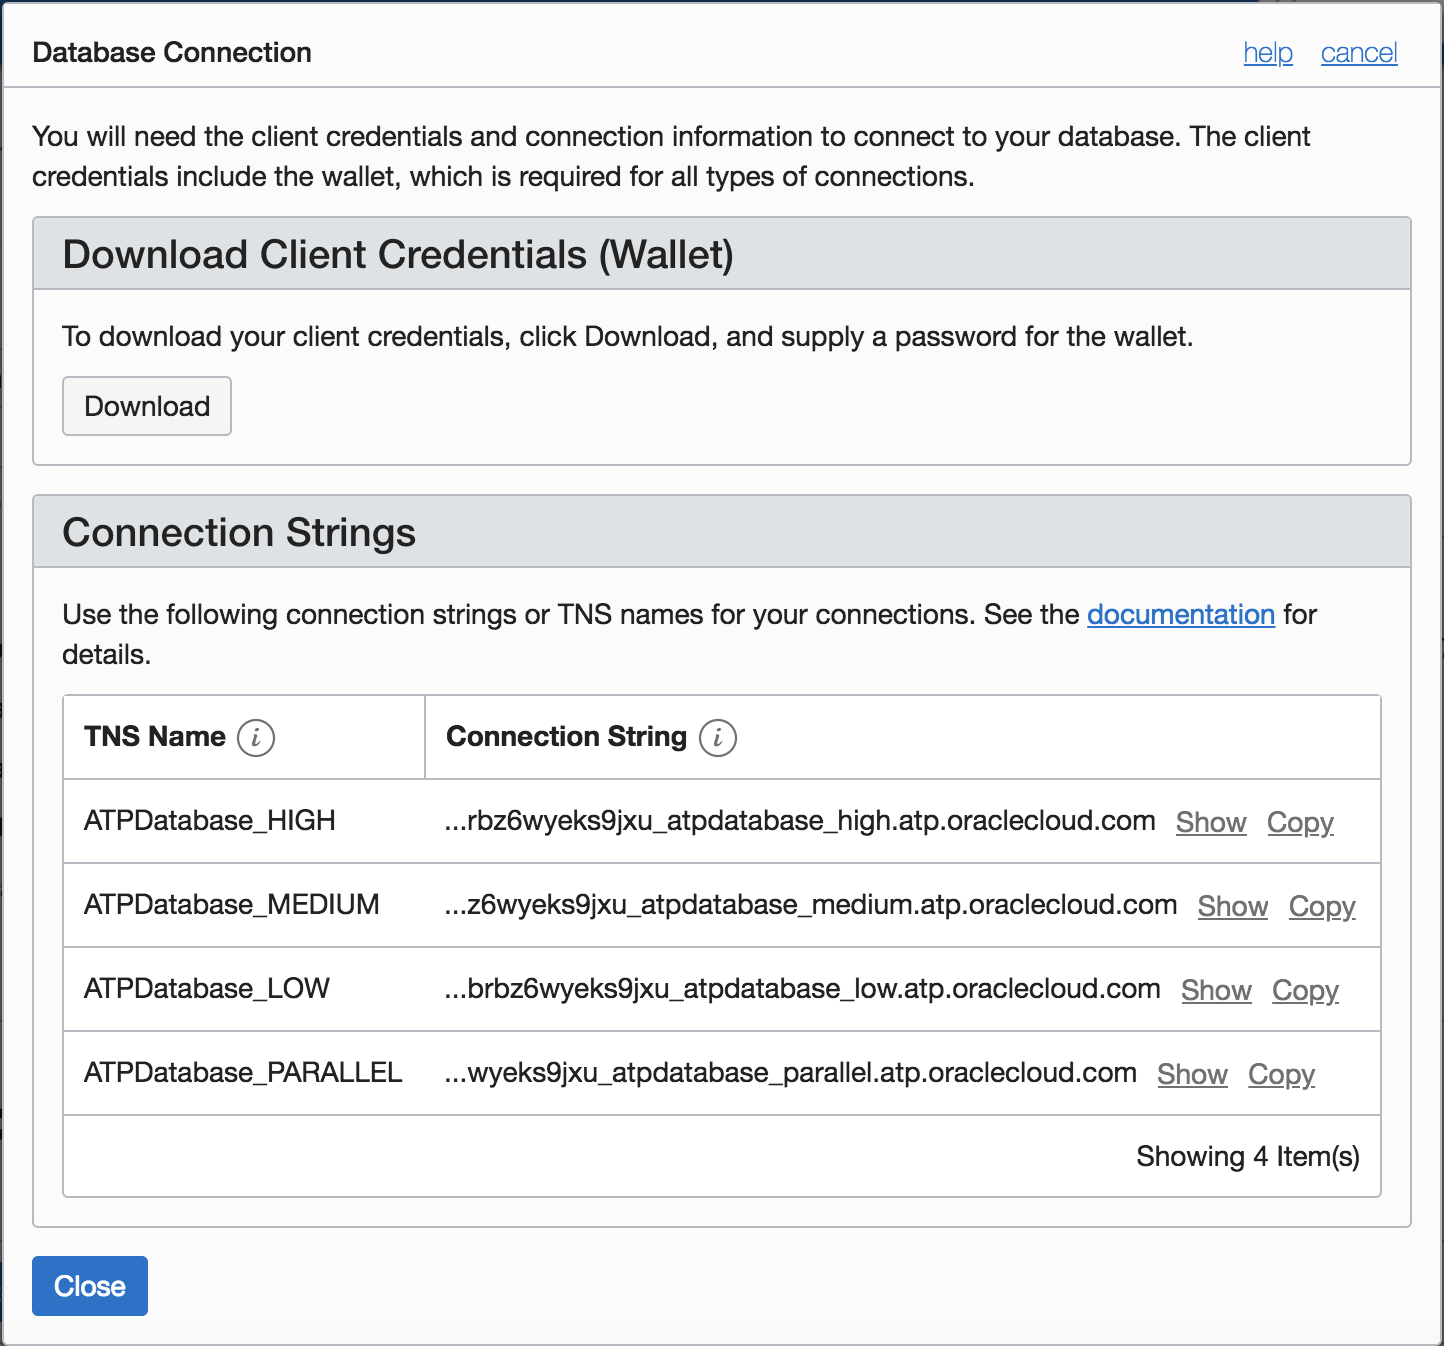 Database Connection
help cancel
You will need the client credentials and connection information to connect to your database. The client
credentials include the wallet, which is required for all types of connections.
Download Client Credentials (Wallet)
To download your client credentials, click Download, and supply a password for the wallet.
Download
Connection Strings
Use the following connection strings or TNS names for your connections. See the documentation for
details.
TNS Name i Connection String i
ATPDatabase_HIGH ...rbz6wyeks9jxu_atpdatabase_high.atp.oraclecloud.com Show Copy
ATPDatabase_MEDIUM ...z6wyeks9jxu_atpdatabase_medium.atp.oraclecloud.com Show Copy
ATPDatabase_LOW ...brbz6wyeks9jxu_atpdatabase_low.atp.oraclecloud.com Show Copy
ATPDatabase_PARALLEL ...wyeks9jxu_atpdatabase_parallel.atp.oraclecloud.com Show Copy
Showing 4 Item(s)
Close